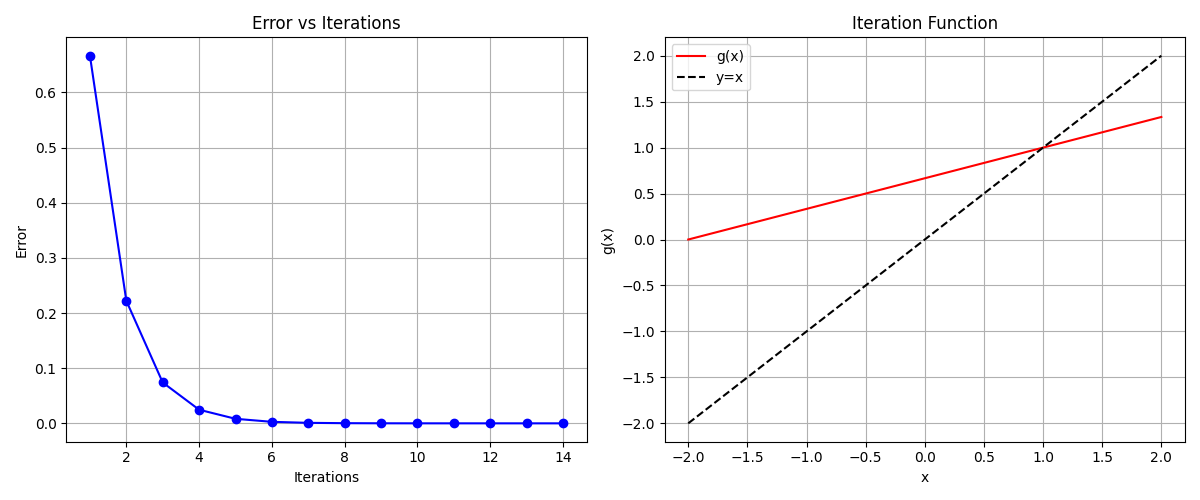 Error vs Iterations
Error
0.6
0.5
0.4
0.3
0.2
0.1
0.0
2 4 6 8 10 12 14
Iterations
Iteration Function
g(x)
y=x
g(x)
2.0
1.5
1.0
0.5
0.0
−0.5
−1.0
−1.5
−2.0
−2.0 −1.5 −1.0 −0.5 0.0 0.5 1.0 1.5 2.0
x